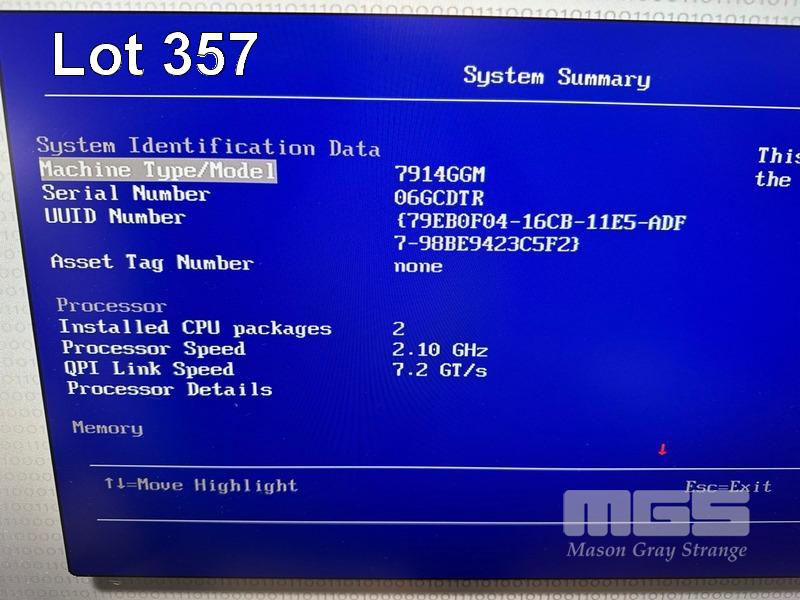 Lot 357
System Summary
System Identification Data
Machine Type/Model 7914GGM
Serial Number 06GCDTR
UUID Number {79EB0F04-16CB-11E5-ADF
7-98BE9423C5F2}
Asset Tag Number none
This
the
Processor
Installed CPU packages 2
Processor Speed 2.10 GHz
QPI Link Speed 7.2 GT/s
Processor Details
Memory
↓
↑↓=Move Highlight Esc=Exit
MGS
Mason Gray Strange